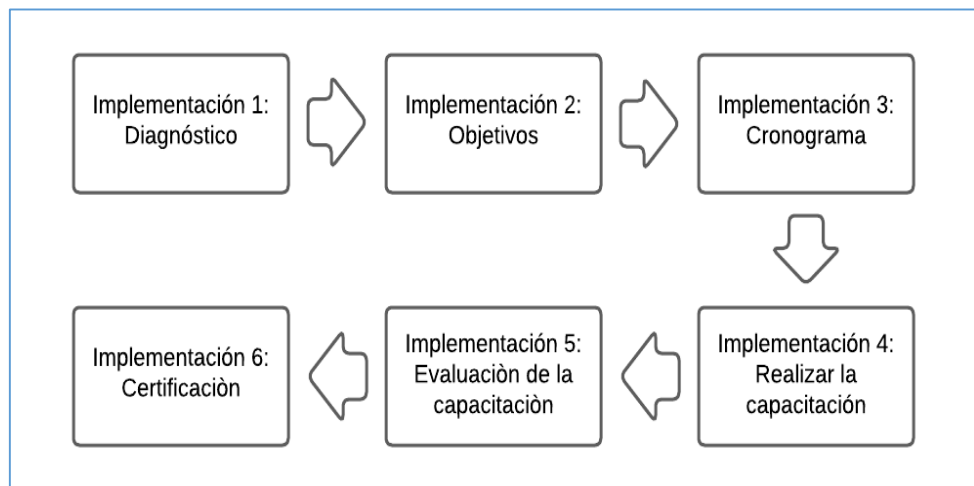 Implementación 1:
Diagnóstico
Implementación 2:
Objetivos
Implementación 3:
Cronograma
Implementación 4:
Realizar la
capacitación
Implementación 5:
Evaluaciòn de la
capacitaciòn
Implementación 6:
Certificaciòn